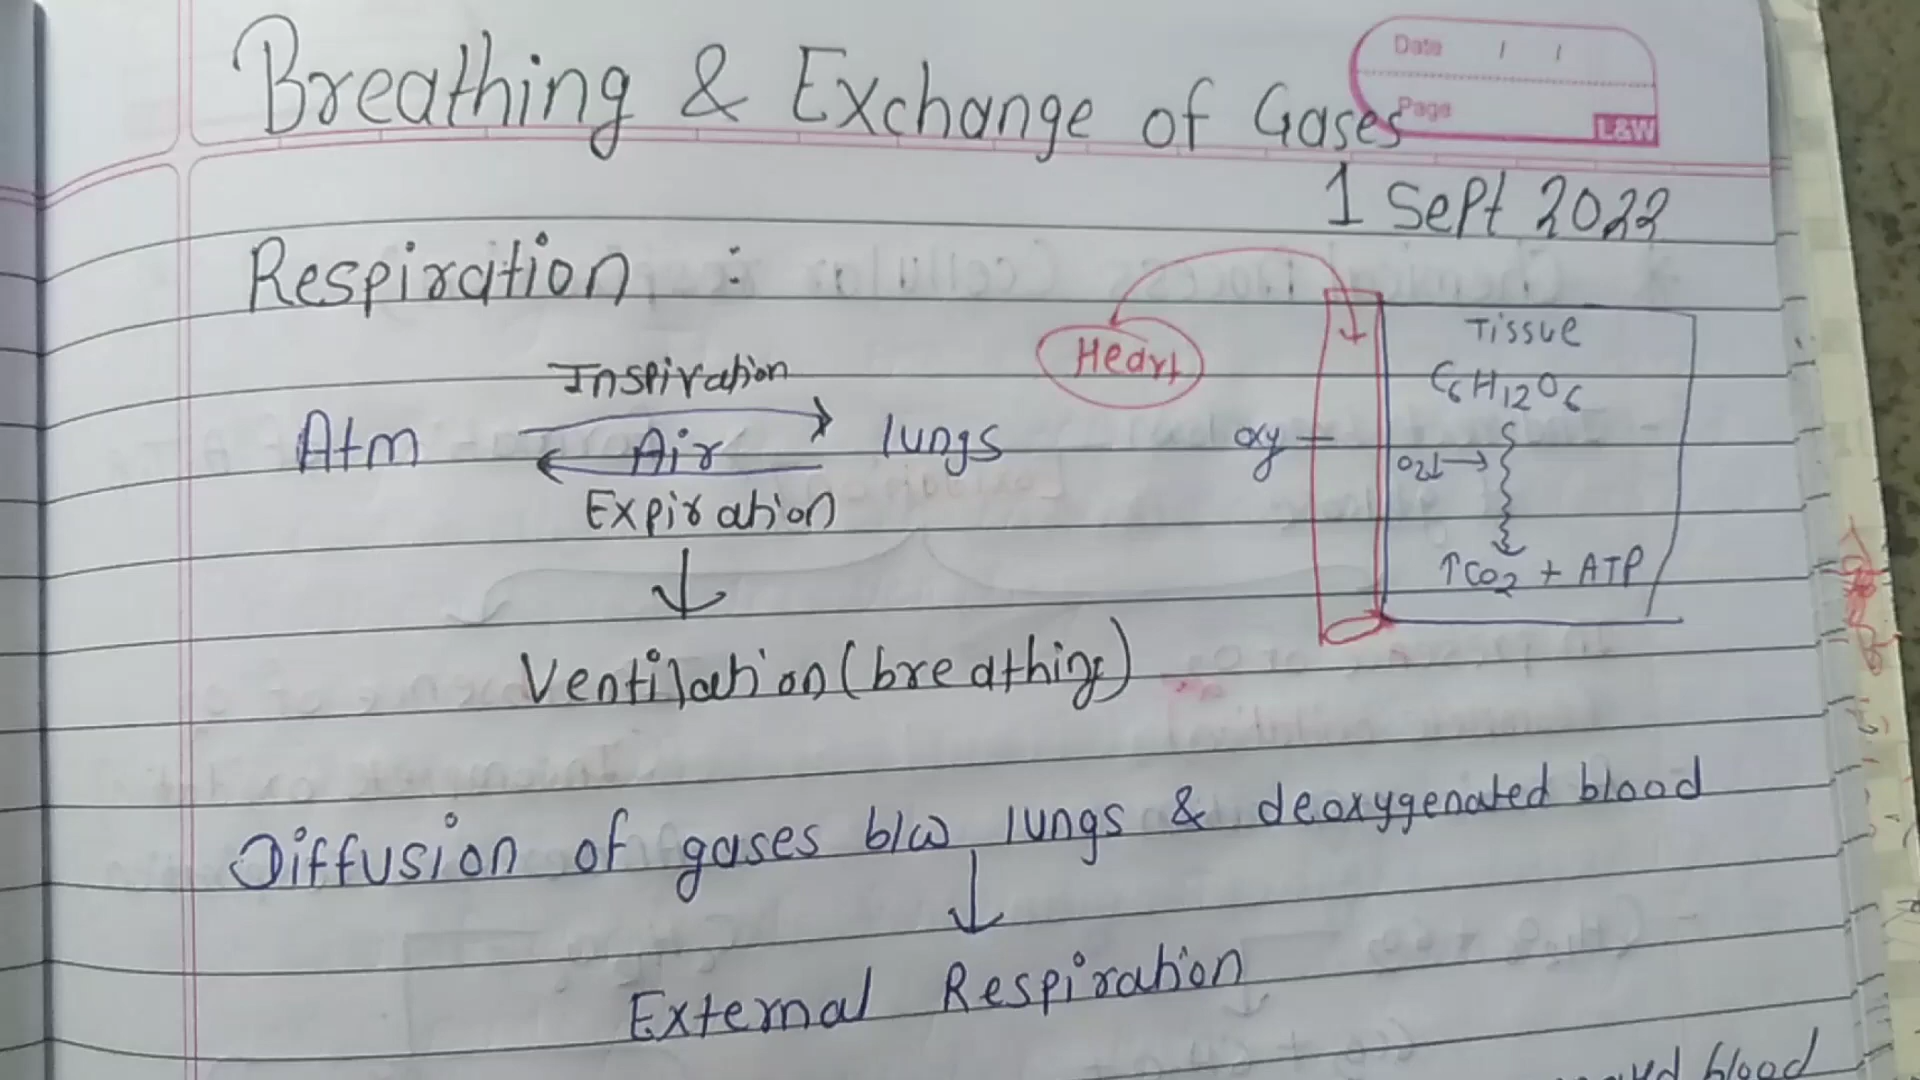 Breathing & Exchange of Gases
Date / /
Page
L&W
1 Sept 2022
Respiration :
Inspiration
Atm Air lungs
Expiration
Heart
Tissue
C6H12O6
oxy
O2↓→
↑CO2 + ATP
↓
Ventilation (breathing)
Diffusion of gases b/w lungs & deoxygenated blood
↓
External Respiration
blood